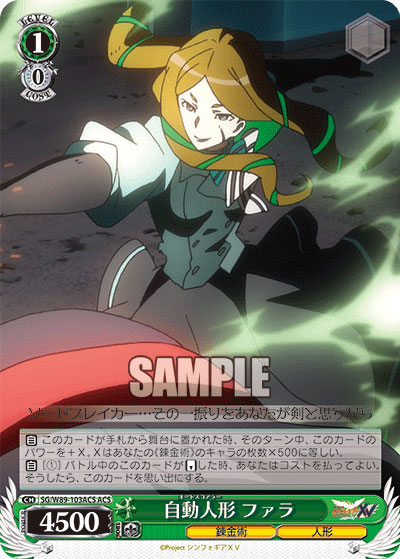 LEVEL
1
0
COST
SAMPLE
ソードブレイカー…その一振りをあなたが剣と思うなら
このカードが手札から舞台に置かれた時、そのターン中、このカードの
パワーを＋X。Xはあなたの《錬金術》のキャラの枚数×500に等しい。
［①］ バトル中のこのカードが した時、あなたはコストを払ってよい。
そうしたら、このカードを思い出にする。
CH SG/W89-103ACS ACS
オートスコアラー
自動人形 ファラ
4500
錬金術
人形
©Project シンフォギアＸＶ